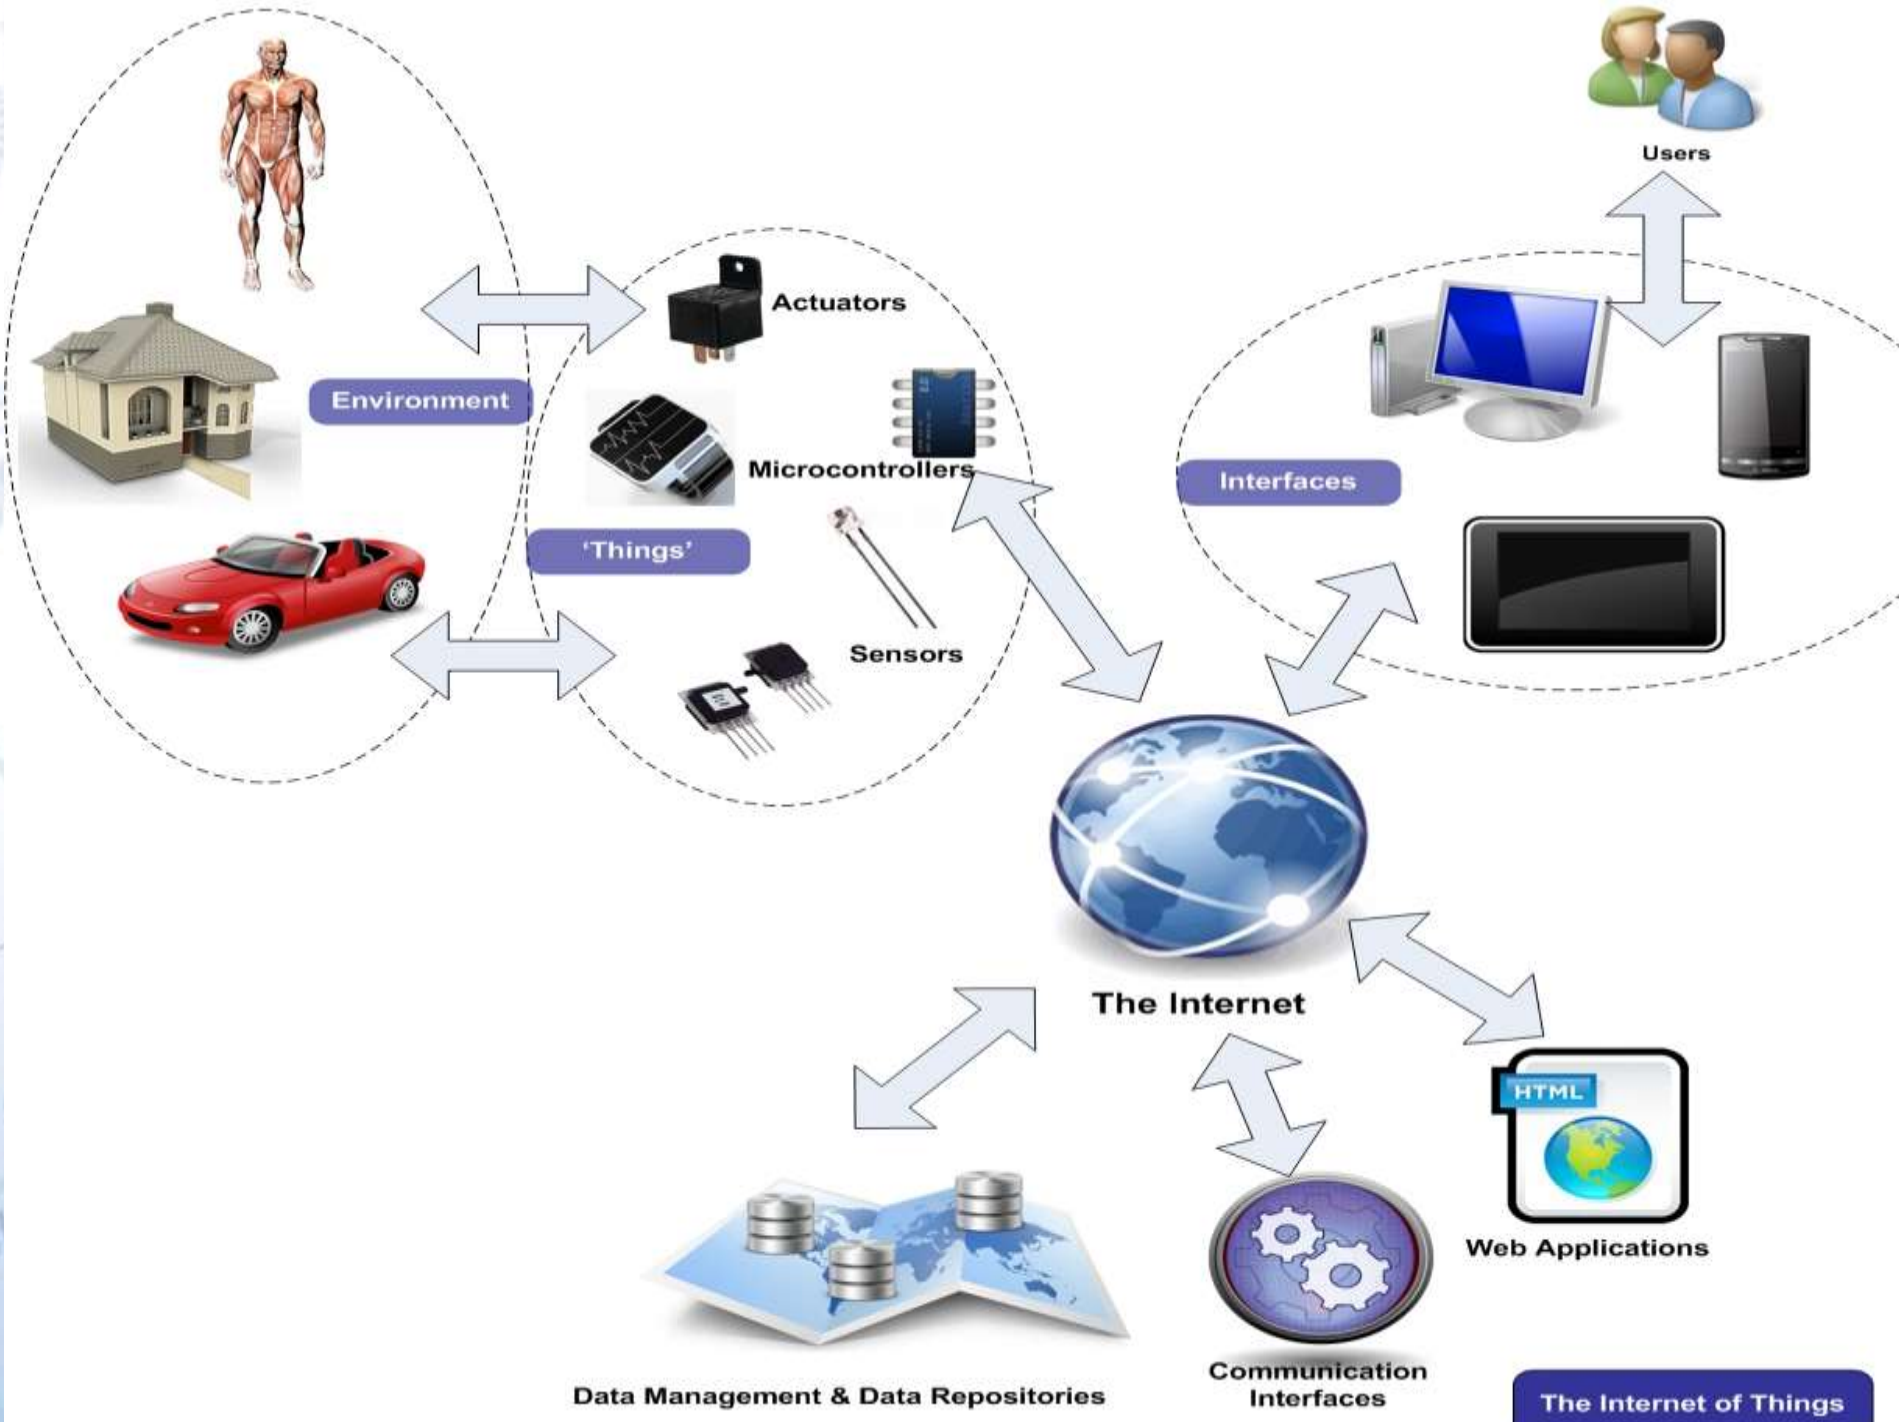 Users
Actuators
Environment
Microcontrollers
Interfaces
‘Things’
Sensors
The Internet
HTML
Web Applications
Communication
Interfaces
Data Management & Data Repositories
The Internet of Things